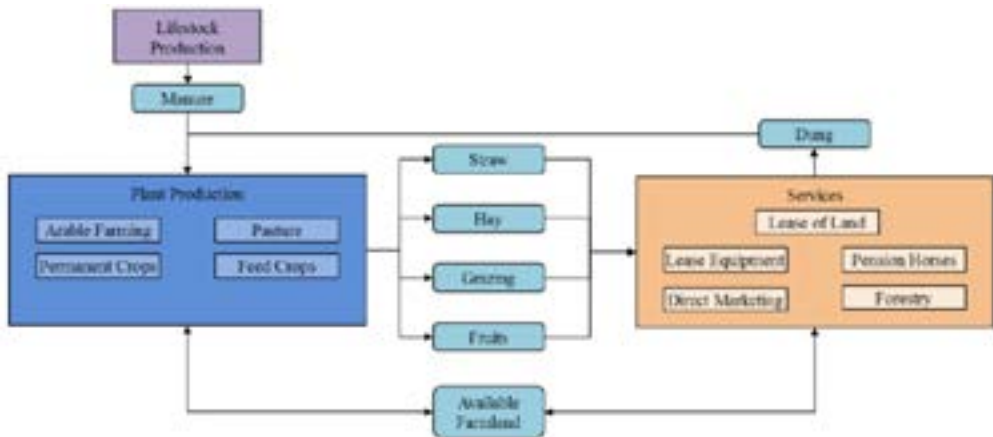 Lifestock
Production
Manure
Dung
Straw
Plant Production
Services
Lease of Land
Arable Farming
Pasture
Hay
Permanent Crops
Feed Crops
Lease Equipment
Pension Horses
Grazing
Direct Marketing
Forestry
Fruits
Available
Farmland